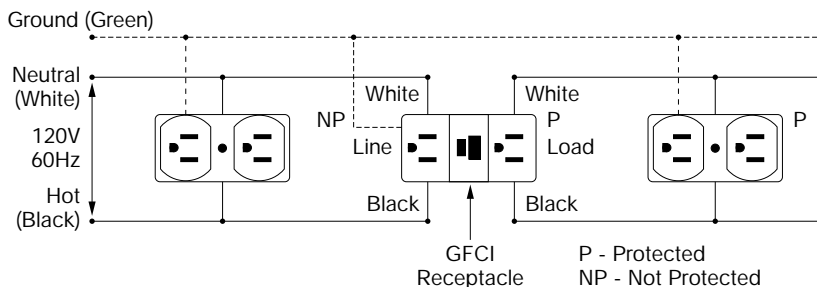 Ground (Green)
Neutral
(White)
120V
60Hz
Hot
(Black)
White
NP
Line
Black
White
P
Load
Black
P
GFCI
Receptacle
P - Protected
NP - Not Protected